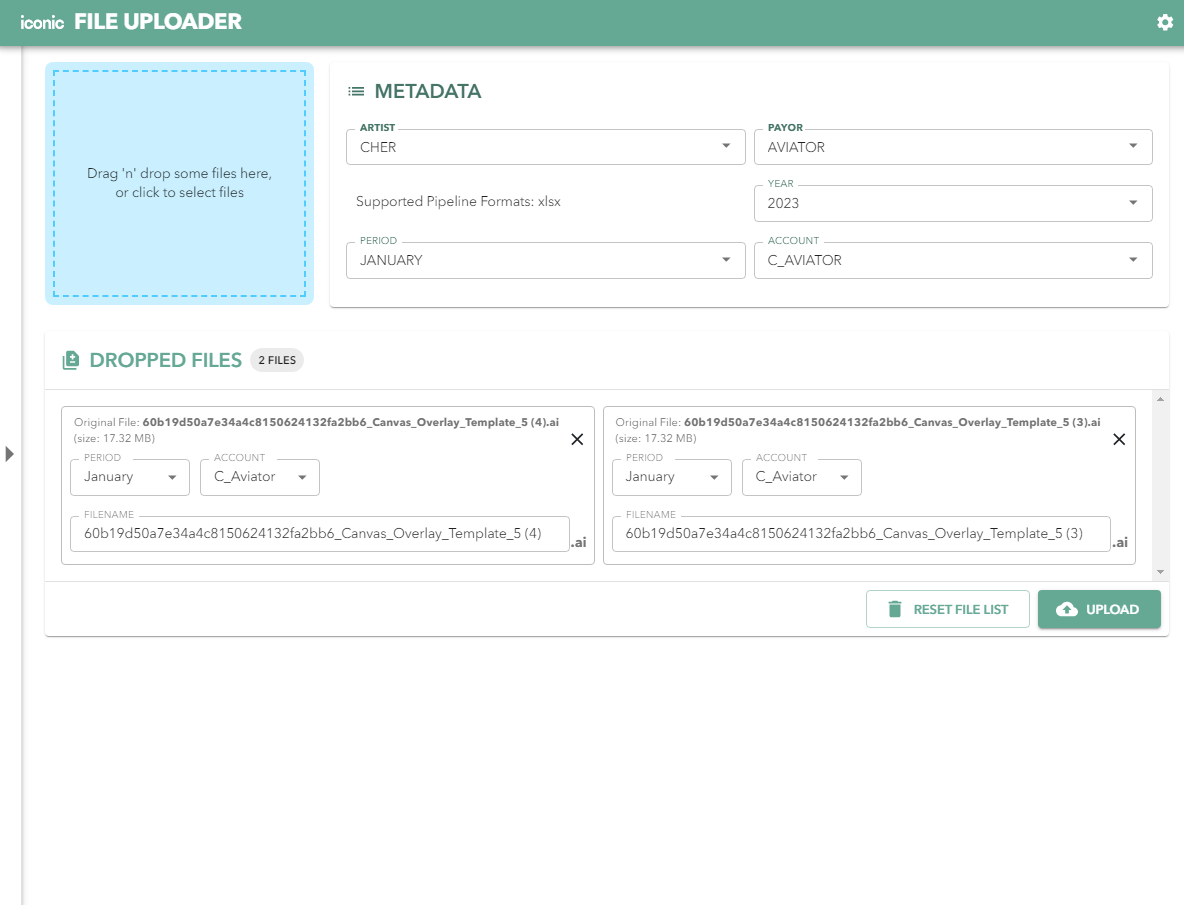 iconic FILE UPLOADER
Drag 'n' drop some files here,
or click to select files
METADATA
ARTIST
CHER
PAYOR
AVIATOR
Supported Pipeline Formats: xlsx
YEAR
2023
PERIOD
JANUARY
ACCOUNT
C_AVIATOR
DROPPED FILES 2 FILES
Original File: 60b19d50a7e34a4c8150624132fa2bb6_Canvas_Overlay_Template_5 (4).ai
(size: 17.32 MB)
PERIOD
January
ACCOUNT
C_Aviator
FILENAME
60b19d50a7e34a4c8150624132fa2bb6_Canvas_Overlay_Template_5 (4)
.ai
Original File: 60b19d50a7e34a4c8150624132fa2bb6_Canvas_Overlay_Template_5 (3).ai
(size: 17.32 MB)
PERIOD
January
ACCOUNT
C_Aviator
FILENAME
60b19d50a7e34a4c8150624132fa2bb6_Canvas_Overlay_Template_5 (3)
.ai
RESET FILE LIST
UPLOAD